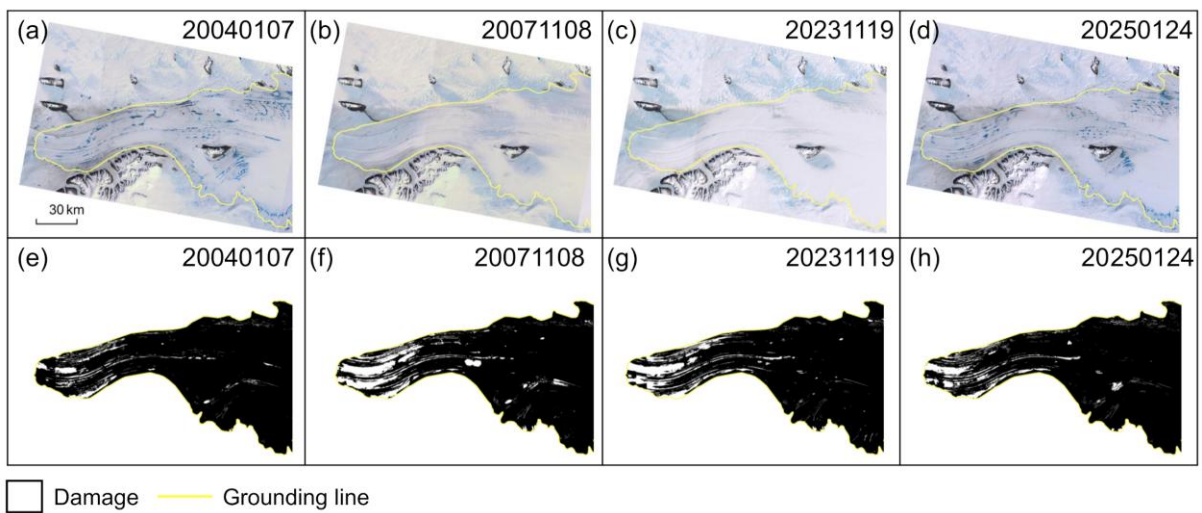 (a) 20040107
(b) 20071108
(c) 20231119
(d) 20250124
30 km
(e) 20040107
(f) 20071108
(g) 20231119
(h) 20250124
Damage
Grounding line